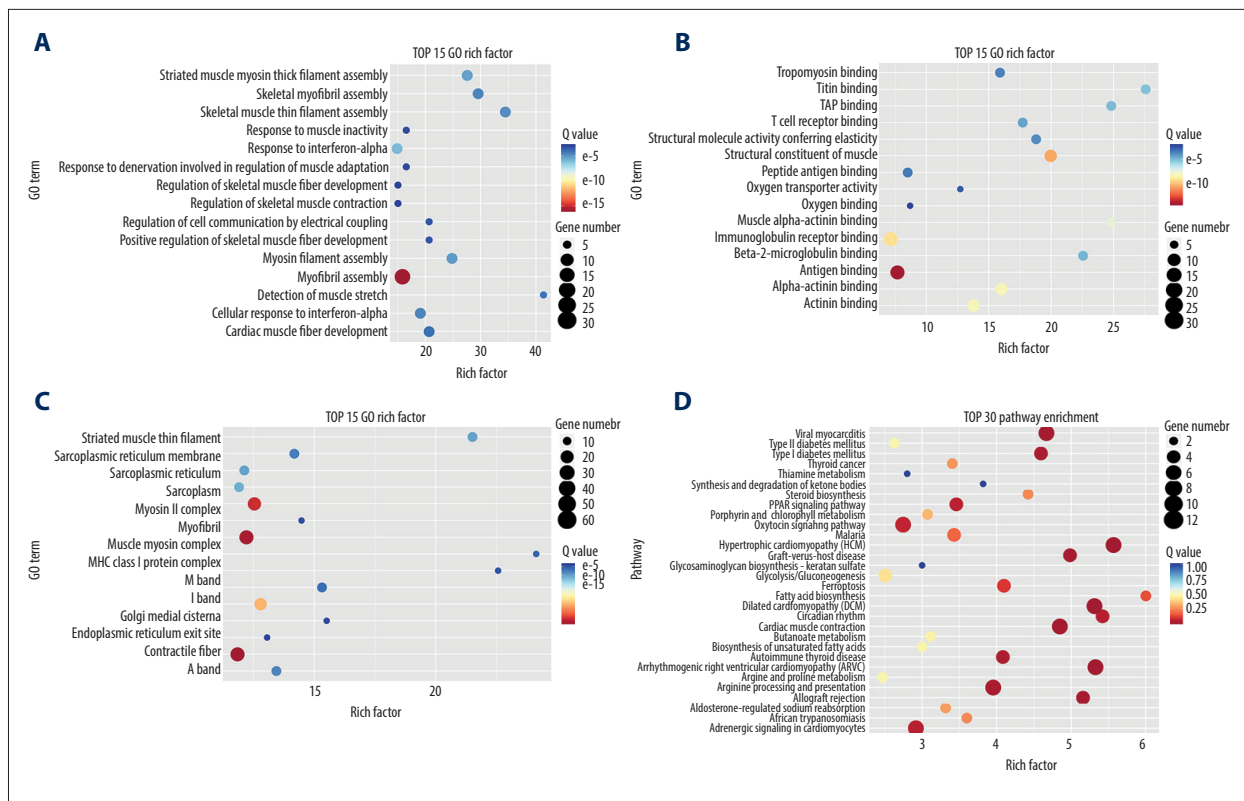 A
TOP 15 GO rich factor
GO term
Striated muscle myosin thick filament assembly
Skeletal myofibril assembly
Skeletal muscle thin filament assembly
Response to muscle inactivity
Response to interferon-alpha
Response to denervation involved in regulation of muscle adaptation
Regulation of skeletal muscle fiber development
Regulation of skeletal muscle contraction
Regulation of cell communication by electrical coupling
Positive regulation of skeletal muscle fiber development
Myosin filament assembly
Myofibril assembly
Detection of muscle stretch
Cellular response to interferon-alpha
Cardiac muscle fiber development
20 30 40
Rich factor
Q value
e-5
e-10
e-15
Gene numbr
5
10
15
20
25
30
B
TOP 15 GO rich factor
GO term
Tropomyosin binding
Titin binding
TAP binding
T cell receptor binding
Structural molecule activity conferring elasticity
Structural constituent of muscle
Peptide antigen binding
Oxygen transporter activity
Oxygen binding
Muscle alpha-actinin binding
Immunoglobulin receptor binding
Beta-2-microglobulin binding
Antigen binding
Alpha-actinin binding
Actinin binding
10 15 20 25
Rich factor
Q value
e-5
e-10
Gene numbr
5
10
15
20
25
30
C
TOP 15 GO rich factor
GO term
Striated muscle thin filament
Sarcoplasmic reticulum membrane
Sarcoplasmic reticulum
Sarcoplasm
Myosin II complex
Myofibril
Muscle myosin complex
MHC class I protein complex
M band
I band
Golgi medial cisterna
Endoplasmic reticulum exit site
Contractile fiber
A band
15 20
Rich factor
Gene numebr
10
20
30
40
50
60
Q value
e-5
e-10
e-15
D
TOP 30 pathway enrichment
Pathway
Viral myocarcditis
Type II diabetes mellitus
Type I diabetes mellitus
Thyroid cancer
Thiamine metabolism
Synthesis and degradation of ketone bodies
Steroid biosynthesis
PPAR signaling pathway
Porphyrin and chlorophyll metabolism
Oxytocin signahng pathway
Malaria
Hypertrophic cardiomyopathy (HCM)
Graft-verus-host disease
Glycosaminoglycan biosynthesis - keratan sulfate
Glycolysis/Gluconeogenesis
Ferroptosis
Fatty acid biosynthesis
Dilated cardfomyopathy (DCM)
Circadian rhythm
Cardiac muscle contraction
Butanoate metabolism
Biosynthesis of unsaturated fatty acids
Autoimmune thyroid disease
Arrhythmogenic right ventricular cardiomyopathy (ARVC)
Argine and proline metabolism
Arginine processing and presentation
Allograft rejection
Aldosterone-regulated sodium reabsorption
African trypanosomiasis
Adrenergic signaling in cardiomyocytes
3 4 5 6
Rich factor
Gene numebr
2
4
6
8
10
12
Q value
1.00
0.75
0.50
0.25